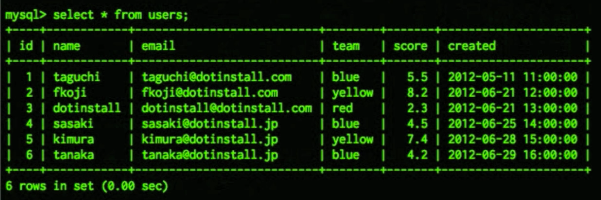 mysql> select * from users;
+----+------------+------------------------+--------+-------+---------------------+
| id | name       | email                  | team   | score | created             |
+----+------------+------------------------+--------+-------+---------------------+
|  1 | taguchi    | taguchi@dotinstall.com | blue   |   5.5 | 2012-05-11 11:00:00 |
|  2 | fkoji      | fkoji@dotinstall.com   | yellow |   8.2 | 2012-06-21 12:00:00 |
|  3 | dotinstall | dotinstall@dotinstall.com | red    |   2.3 | 2012-06-21 13:00:00 |
|  4 | sasaki     | sasaki@dotinstall.jp   | blue   |   4.5 | 2012-06-25 14:00:00 |
|  5 | kimura     | kimura@dotinstall.jp   | yellow |   7.4 | 2012-06-28 15:00:00 |
|  6 | tanaka     | tanaka@dotinstall.jp   | blue   |   4.2 | 2012-06-29 16:00:00 |
+----+------------+------------------------+--------+-------+---------------------+
6 rows in set (0.00 sec)